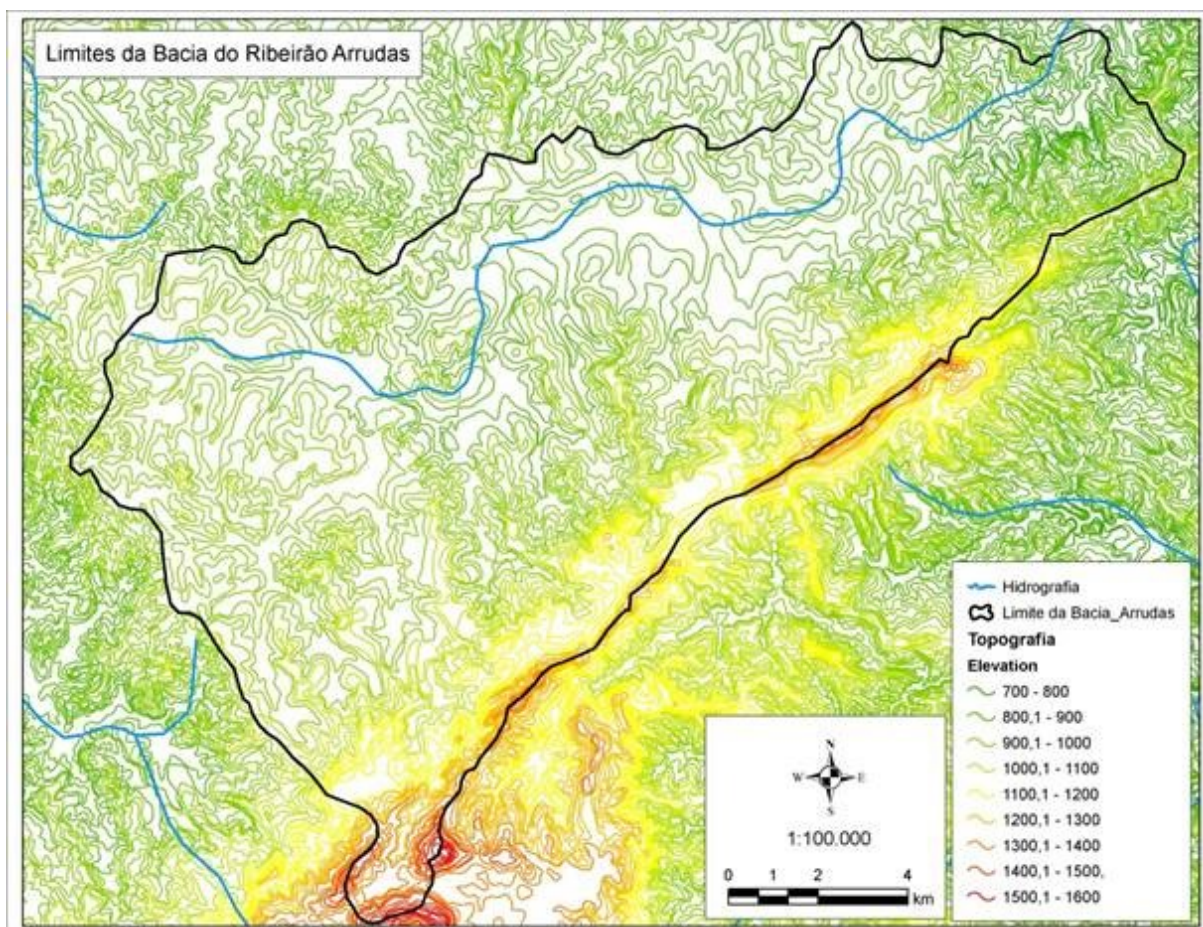 Limites da Bacia do Ribeirão Arrudas
Hidrografia
Limite da Bacia_Arrudas
Topografia
Elevation
700 - 800
800,1 - 900
900,1 - 1000
1000,1 - 1100
1100,1 - 1200
1200,1 - 1300
1300,1 - 1400
1400,1 - 1500,
1500,1 - 1600
N
W E
S
1:100.000
0 2 4
km